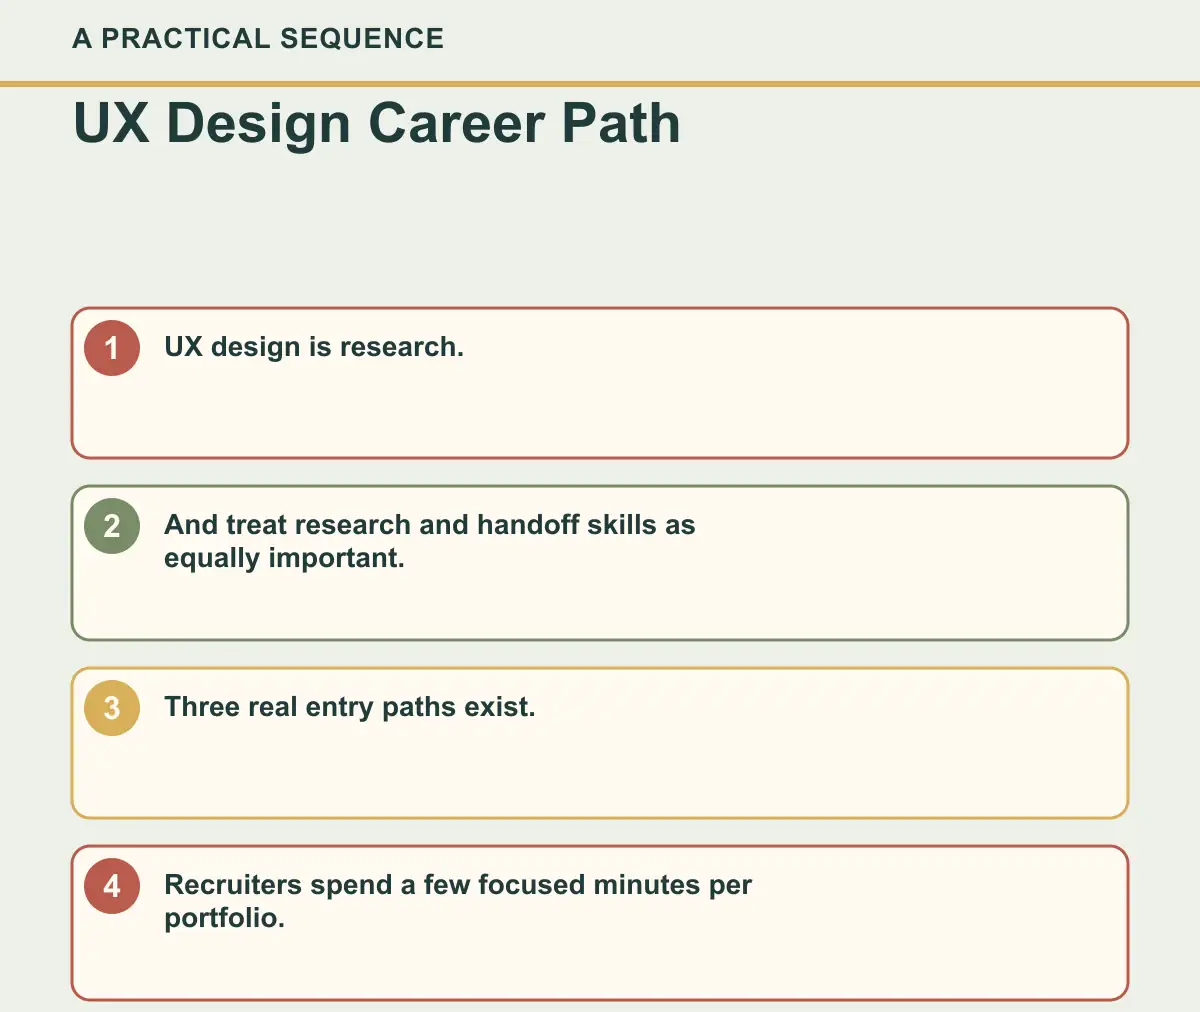 A PRACTICAL SEQUENCE
UX Design Career Path
1
UX design is research.
2
And treat research and handoff skills as
equally important.
3
Three real entry paths exist.
4
Recruiters spend a few focused minutes per
portfolio.